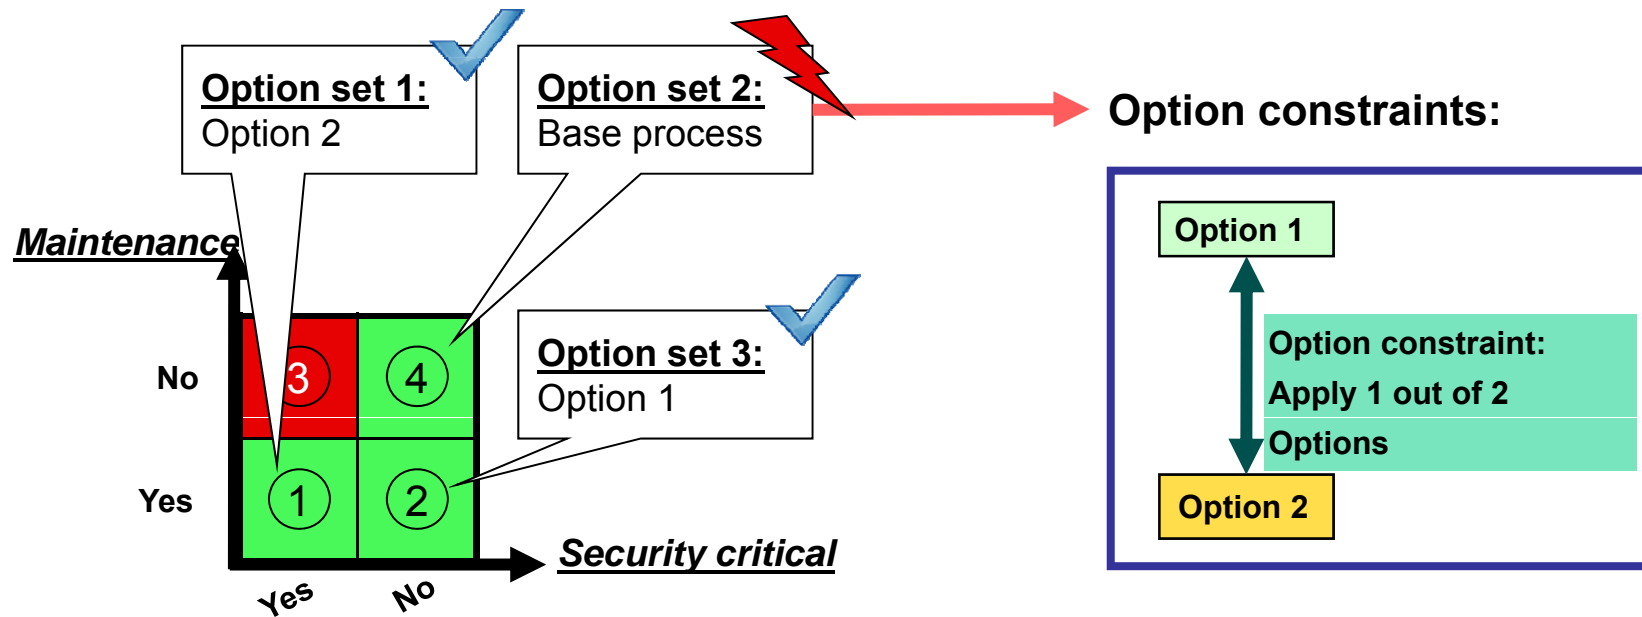 Option set 1:
Option 2
Option set 2:
Base process
Option constraints:
Option 1
Maintenance
Option set 3:
Option 1
Option constraint:
Apply 1 out of 2
Options
No
3
4
Yes
1
2
Option 2
Security critical
Yes
No